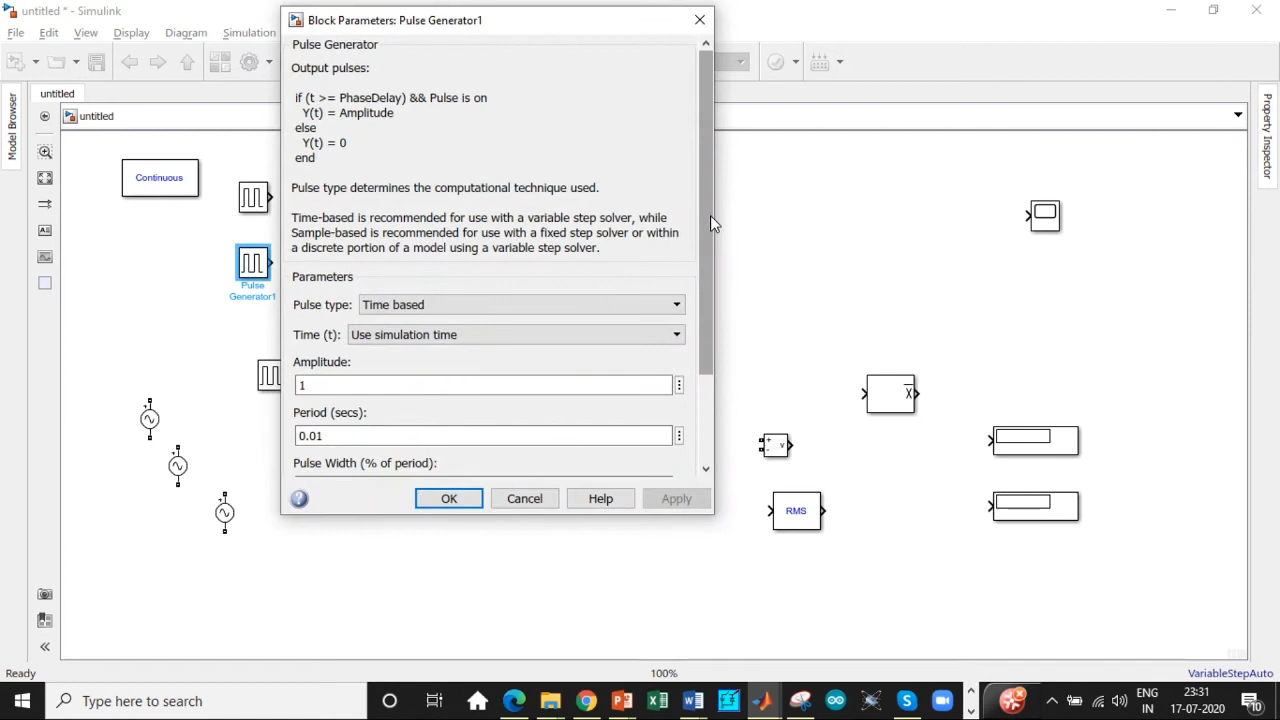 untitled * - Simulink
File Edit View Display Diagram Simulation
untitled
untitled
Model Browser
Property Inspector
Continuous
Pulse
Generator1
Block Parameters: Pulse Generator1
Pulse Generator
Output pulses:
if (t >= PhaseDelay) && Pulse is on
Y(t) = Amplitude
else
Y(t) = 0
end
Pulse type determines the computational technique used.
Time-based is recommended for use with a variable step solver, while
Sample-based is recommended for use with a fixed step solver or within
a discrete portion of a model using a variable step solver.
Parameters
Pulse type: Time based
Time (t): Use simulation time
Amplitude:
1
Period (secs):
0.01
Pulse Width (% of period):
OK Cancel Help Apply
X
+
- v
RMS
Ready 100% VariableStepAuto
Type here to search
ENG
IN
23:31
17-07-2020
10